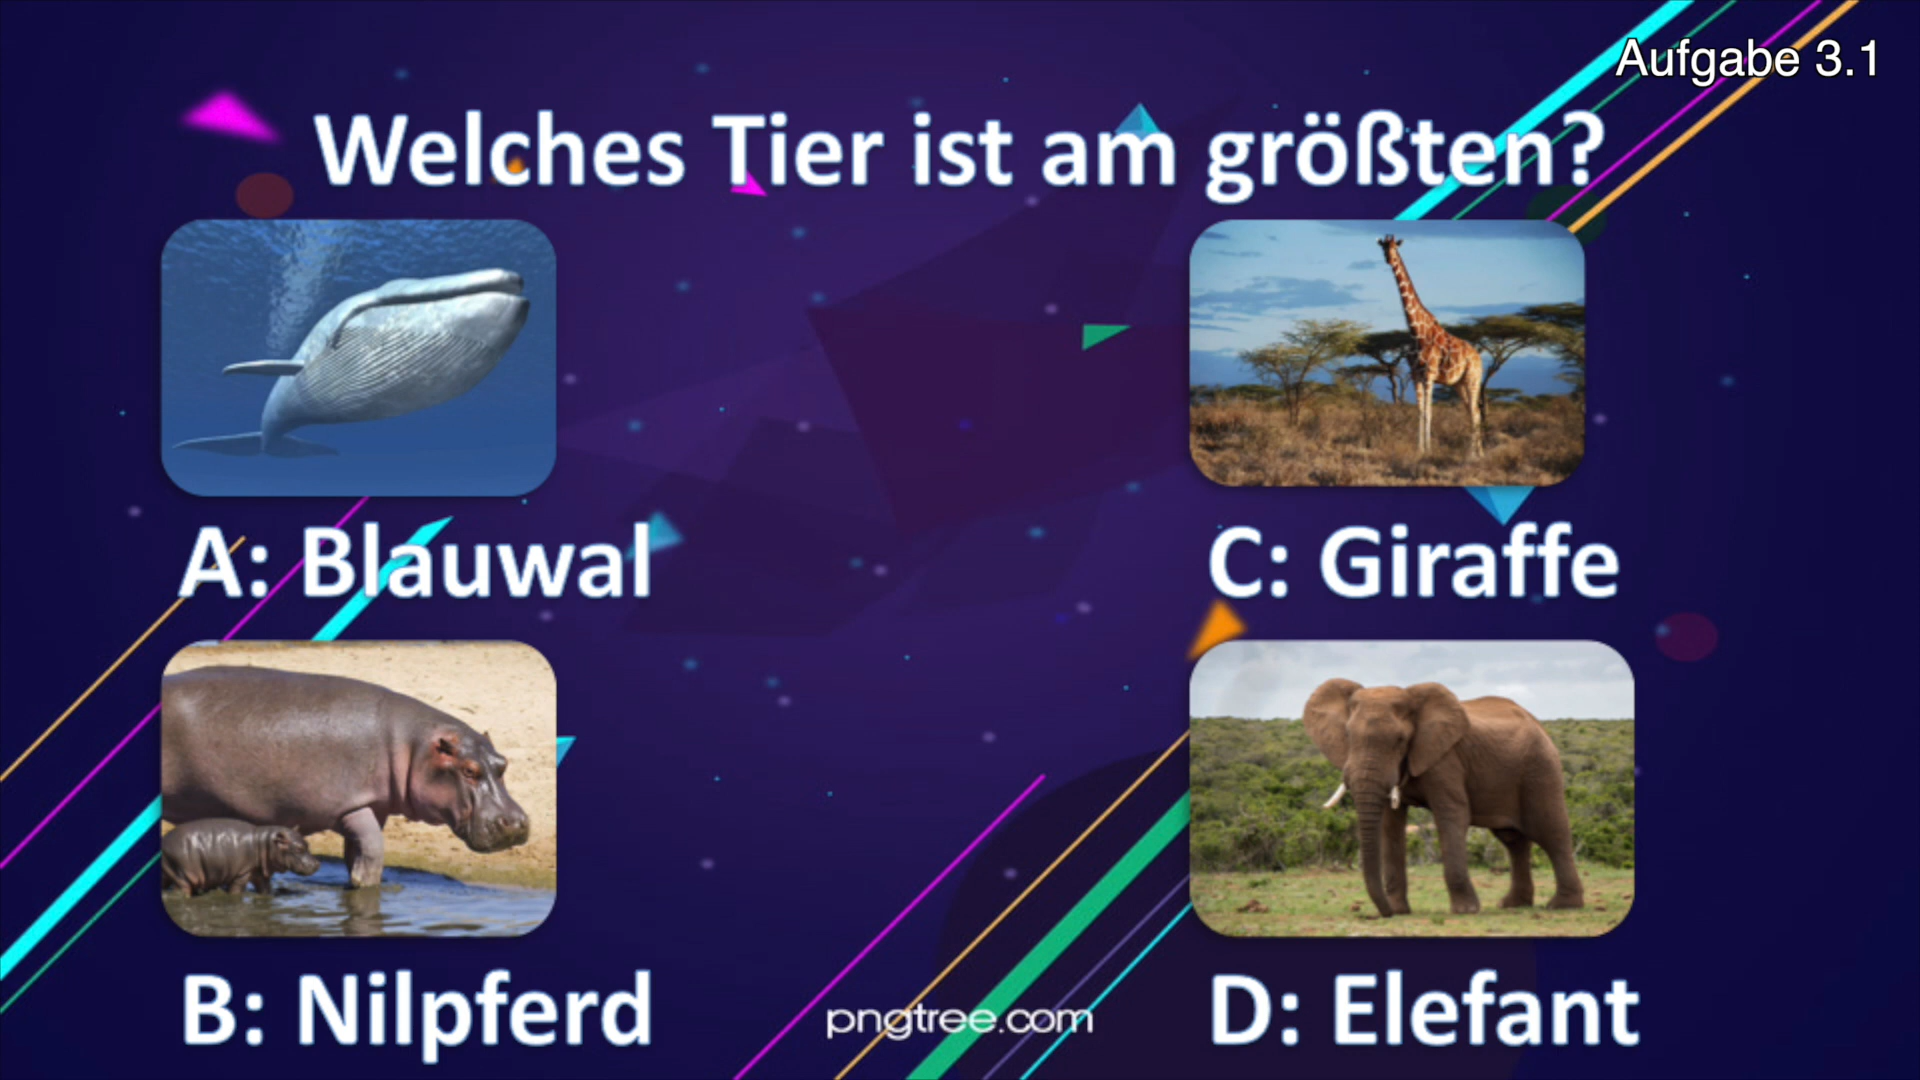 Aufgabe 3.1
Welches Tier ist am größten?
A: Blauwal
C: Giraffe
B: Nilpferd
D: Elefant
pngtree.com